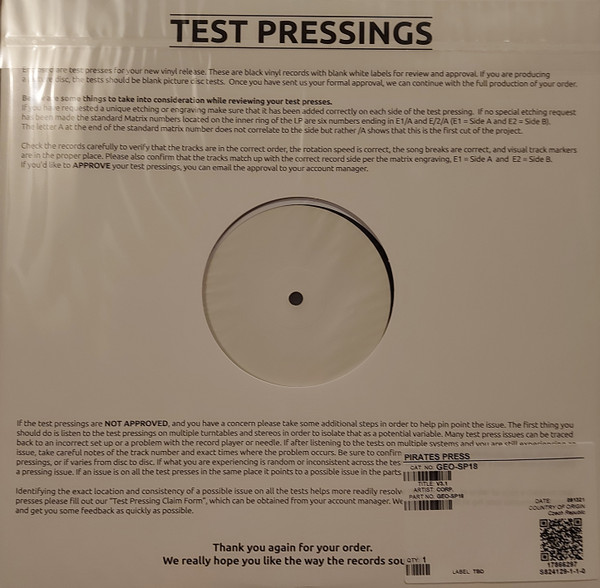 TEST PRESSINGS
are test presses for your new vinyl release. These are black vinyl records with blank white labels for review and approval. If you are producing
disc, the tests should be blank picture disc tests. Once you have sent us your formal approval, we can continue with the full production of your order.
are some things to take into consideration while reviewing your test presses.
If you have requested a unique etching or engraving make sure that it has been added correctly on each side of the test pressing. If no special etching request
has been made the standard Matrix numbers located on the inner ring of the LP are six numbers ending in E1/A and E/2/A (E1 = Side A and E2 = Side B).
The letter A at the end of the standard matrix number does not correlate to the side but rather /A shows that this is the first cut of the project.
Check the records carefully to verify that the tracks are in the correct order, the rotation speed is correct, the song breaks are correct, and visual track markers
are in the proper place. Please also confirm that the tracks match up with the correct record side per the matrix engraving, E1 = Side A and E2 = Side B.
If you'd like to APPROVE your test pressings, you can email the approval to your account manager.
If the test pressings are NOT APPROVED, and you have a concern please take some additional steps in order to help pin point the issue. The first thing you
should do is listen to the test pressings on multiple turntables and stereos in order to isolate that as a potential variable. Many test press issues can be traced
back to an incorrect set up or a problem with the record player or needle. If after listening to the tests on multiple systems and you are still
issue, take careful notes of the track number and exact times where the problem occurs. Be sure to confirm
pressings, or if varies from disc to disc. If what you are experiencing is random or inconsistent across the
a pressing issue. If an issue is on all the test presses in the same place it points to a possible issue in the parts
Identifying the exact location and consistency of a possible issue on all the tests helps more readily
presses please fill out our "Test Pressing Claim Form", which can be obtained from your account manager. We
and get you some feedback as quickly as possible.
Thank you again for your order.
We really hope you like the way the records
PIRATES PRESS
CAT. NO. GEO-SP18
TITLE: V3.1
ARTIST: CORP.
PART NO. GEO-SP18
DATE: 091021
COUNTRY OF ORIGIN
Czech Republic
QTY: 1
LABEL: TBD
17866297
S824129-1-1-0